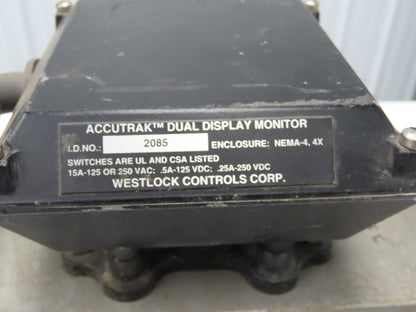 ACCUTRAK™ DUAL DISPLAY MONITOR
I.D.NO.: 2085 ENCLOSURE: NEMA-4, 4X
SWITCHES ARE UL AND CSA LISTED
15A-125 OR 250 VAC: .5A-125 VDC: .25A-250 VDC
WESTLOCK CONTROLS CORP.